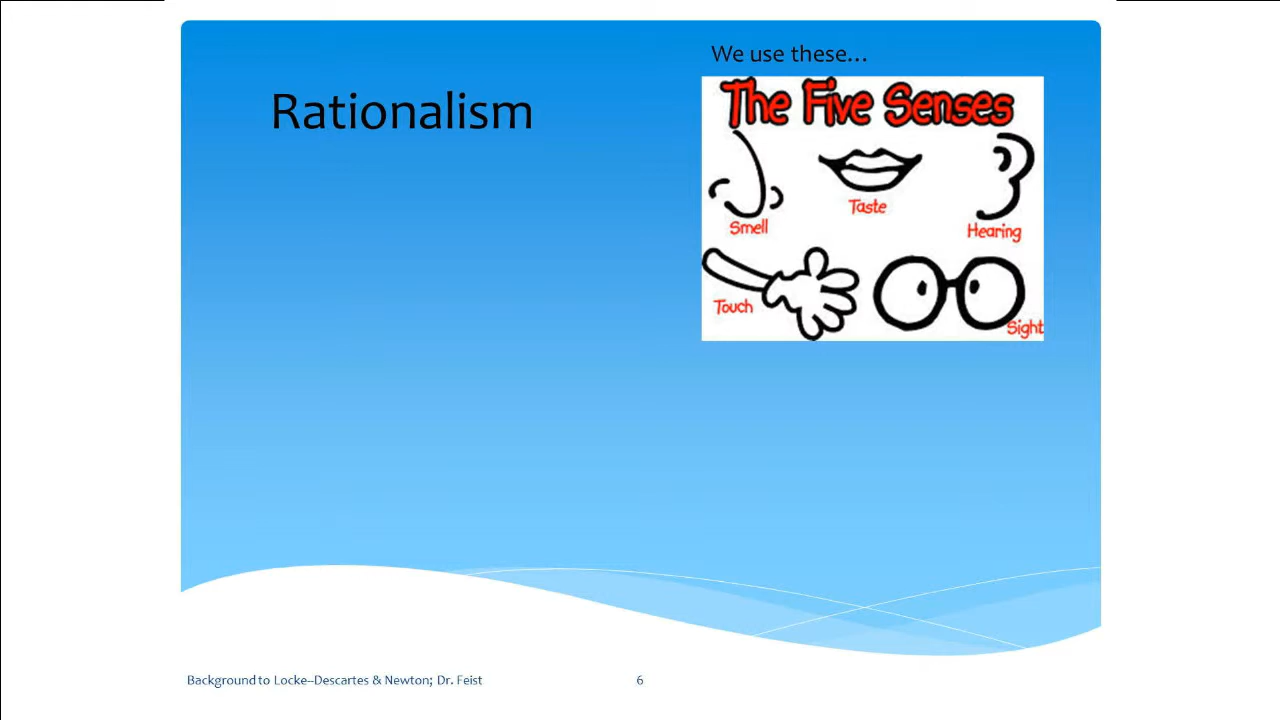 We use these...
Rationalism
The Five Senses
Smell
Taste
Hearing
Touch
Sight
Background to Locke--Descartes & Newton; Dr. Feist
6